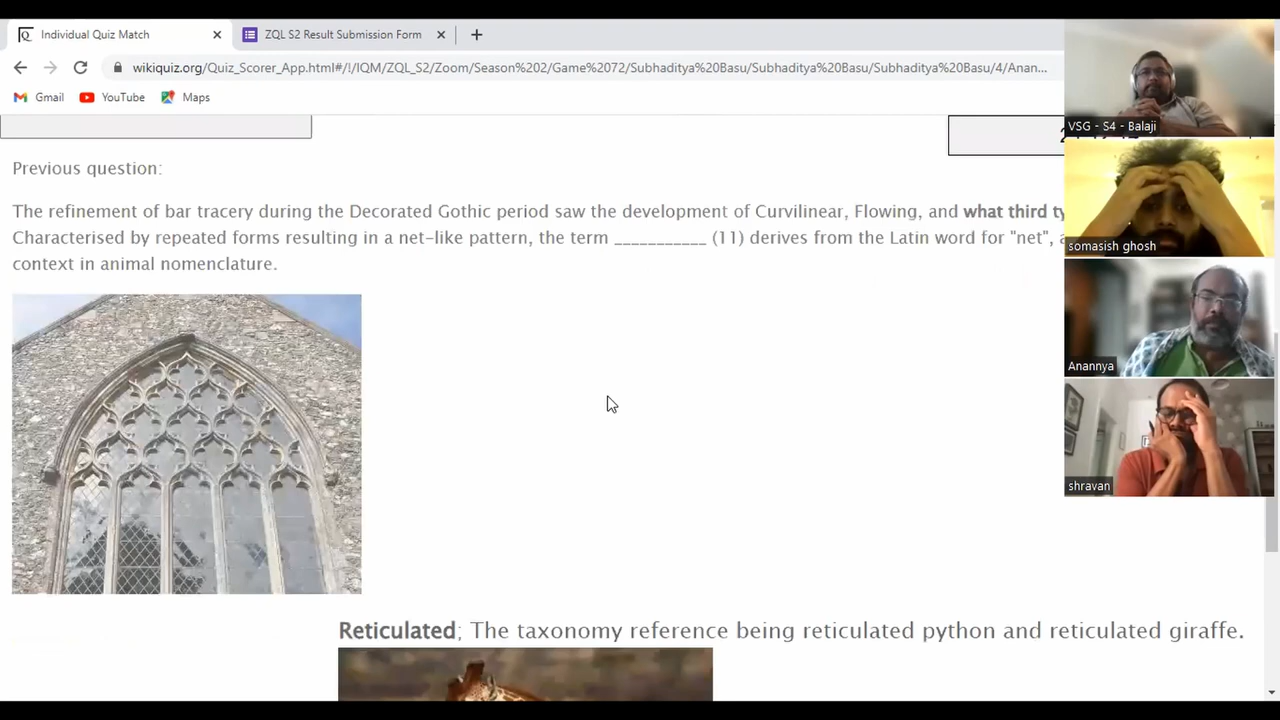 Individual Quiz Match
ZQL S2 Result Submission Form
wikiquiz.org/Quiz_Scorer_App.html#/I/IQM/ZQL_S2/Zoom/Season%202/Game%2072/Subhaditya%20Basu/Subhaditya%20Basu/Subhaditya%20Basu/4/Anan...
Gmail
YouTube
Maps
VSG - S4 - Balaji
Previous question:
The refinement of bar tracery during the Decorated Gothic period saw the development of Curvilinear, Flowing, and what third ty
Characterised by repeated forms resulting in a net-like pattern, the term ___________ (11) derives from the Latin word for "net", a
context in animal nomenclature.
somasish ghosh
Anannya
shravan
Reticulated; The taxonomy reference being reticulated python and reticulated giraffe.